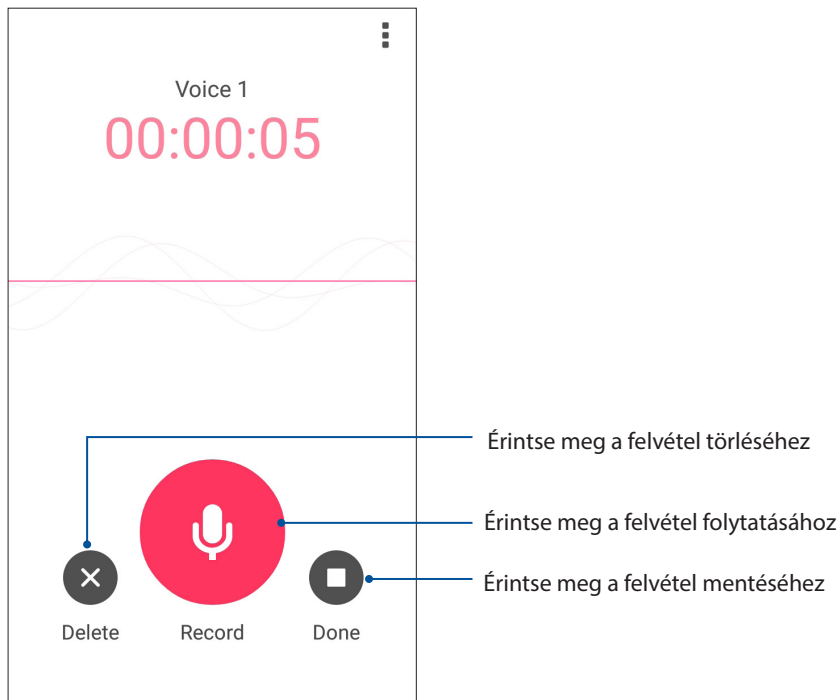 Voice 1
00:00:05
Érintse meg a felvétel törléséhez
Érintse meg a felvétel folytatásához
Érintse meg a felvétel mentéséhez
Delete
Record
Done